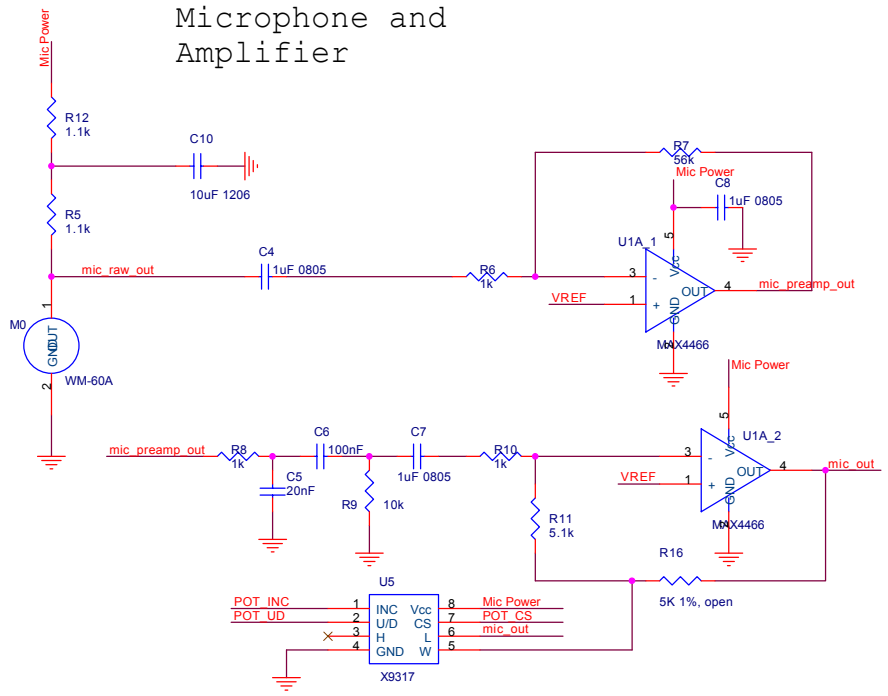 Microphone and
Amplifier
Mic Power
R12
1.1k
C10
10uF 1206
R5
1.1k
mic_raw_out
C4
1uF 0805
R6
1k
R7
56k
Mic Power
C8
1uF 0805
U1A_1
5
Vcc
3
-
OUT
4
mic_preamp_out
VREF
1
+
GND
MAX4466
M0
1
OUT
GND
2
WM-60A
Mic Power
mic_preamp_out
R8
1k
C6
100nF
C7
1uF 0805
R10
1k
U1A_2
5
Vcc
3
-
OUT
4
mic_out
VREF
1
+
GND
MAX4466
C5
20nF
R9
10k
R11
5.1k
R16
5K 1%, open
U5
POT_INC 1 INC Vcc 8 Mic Power
POT_UD 2 U/D CS 7 POT_CS
3 H L 6 mic_out
4 GND W 5
X9317